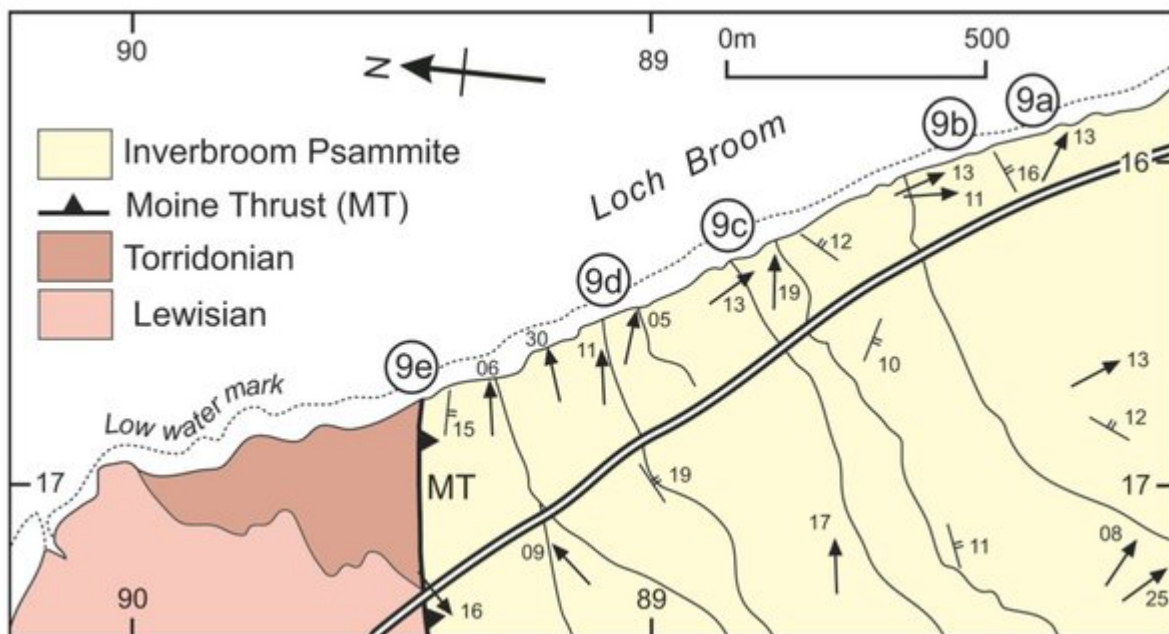 90
89
0m 500
N
9a
9b
13
Inverbroom Psammite
Loch Broom
13
16
16
11
Moine Thrust (MT)
9c
12
Torridonian
9d
19
13
Lewisian
05
30
11
10
13
9e
06
12
Low water mark
15
17
MT
19
17
17
08
11
09
25
90
16
89